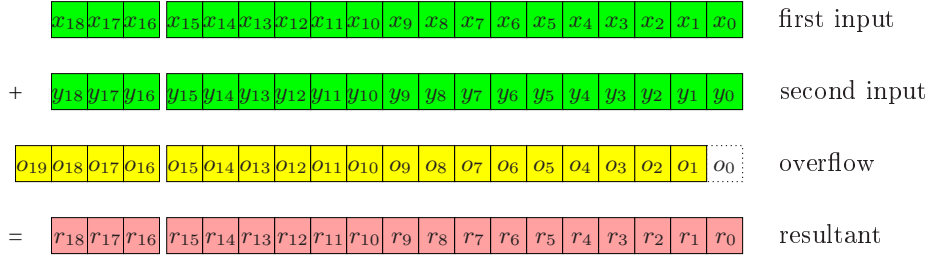 x₁₈ x₁₇ x₁₆ x₁₅ x₁₄ x₁₃ x₁₂ x₁₁ x₁₀ x₉ x₈ x₇ x₆ x₅ x₄ x₃ x₂ x₁ x₀ first input
+ y₁₈ y₁₇ y₁₆ y₁₅ y₁₄ y₁₃ y₁₂ y₁₁ y₁₀ y₉ y₈ y₇ y₆ y₅ y₄ y₃ y₂ y₁ y₀ second input
o₁₉ o₁₈ o₁₇ o₁₆ o₁₅ o₁₄ o₁₃ o₁₂ o₁₁ o₁₀ o₉ o₈ o₇ o₆ o₅ o₄ o₃ o₂ o₁ o₀ overflow
= r₁₈ r₁₇ r₁₆ r₁₅ r₁₄ r₁₃ r₁₂ r₁₁ r₁₀ r₉ r₈ r₇ r₆ r₅ r₄ r₃ r₂ r₁ r₀ resultant